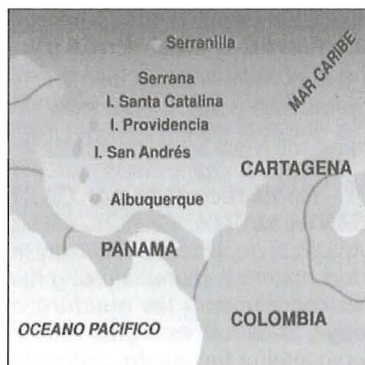 Serranilla
MAR CARIBE
Serrana
I. Santa Catalina
I. Providencia
I. San Andrés
CARTAGENA
Albuquerque
PANAMA
COLOMBIA
OCEANO PACIFICO